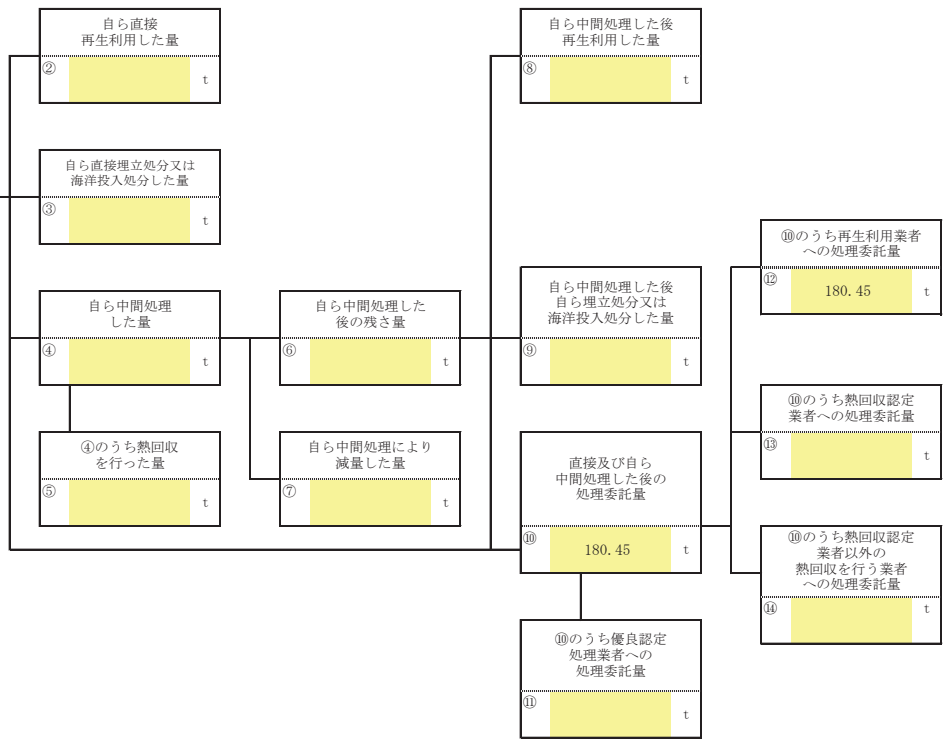 自ら直接
再生利用した量
②
t
自ら直接埋立処分又は
海洋投入処分した量
③
t
自ら中間処理
した量
④
t
④のうち熱回収
を行った量
⑤
t
自ら中間処理した
後の残さ量
⑥
t
自ら中間処理により
減量した量
⑦
t
自ら中間処理した後
再生利用した量
⑧
t
自ら中間処理した後
自ら埋立処分又は
海洋投入処分した量
⑨
t
直接及び自ら
中間処理した後の
処理委託量
⑩ 180.45 t
⑩のうち優良認定
処理業者への
処理委託量
⑪
t
⑩のうち再生利用業者
への処理委託量
⑫ 180.45 t
⑩のうち熱回収認定
業者への処理委託量
⑬
t
⑩のうち熱回収認定
業者以外の
熱回収を行う業者
への処理委託量
⑭
t